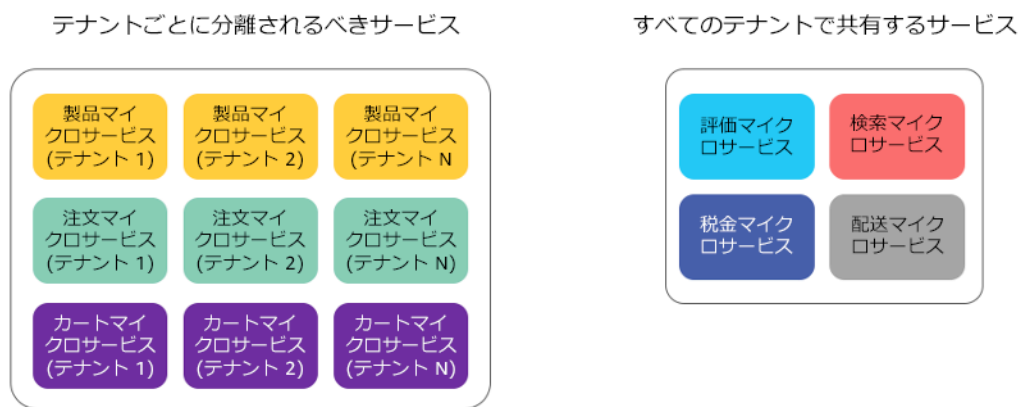 テナントごとに分離されるべきサービス
すべてのテナントで共有するサービス
製品マイ
クロサービス
(テナント 1)
製品マイ
クロサービス
(テナント 2)
製品マイ
クロサービス
(テナント N
注文マイ
クロサービス
(テナント 1)
注文マイ
クロサービス
(テナント 2)
注文マイ
クロサービス
(テナント N)
カートマイ
クロサービス
(テナント 1)
カートマイ
クロサービス
(テナント 2)
カートマイ
クロサービス
(テナント N)
評価マイク
ロサービス
検索マイク
ロサービス
税金マイク
ロサービス
配送マイク
ロサービス